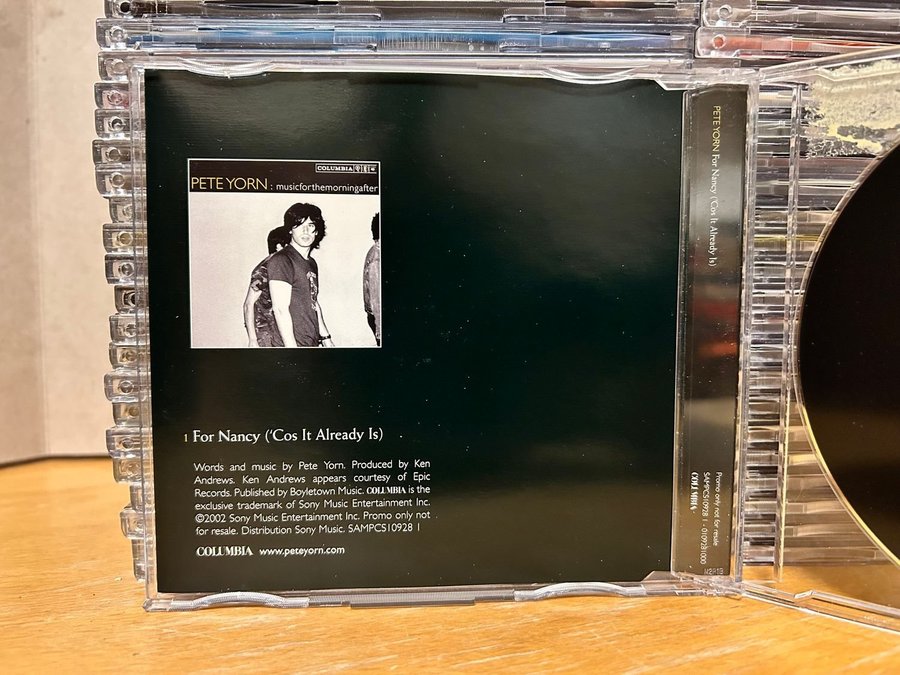 COLUMBIA
PETE YORN : musicforthemorningafter
1 For Nancy (‘Cos It Already Is)
Words and music by Pete Yorn. Produced by Ken
Andrews. Ken Andrews appears courtesy of Epic
Records. Published by Boyletown Music. COLUMBIA is the
exclusive trademark of Sony Music Entertainment Inc.
©2002 Sony Music Entertainment Inc. Promo only not
for resale. Distribution Sony Music. SAMPCS10928 1
COLUMBIA www.peteyorn.com
PETE YORN For Nancy (‘Cos It Already Is)
Promo only not for resale
SAMPCS10928 1 - 0109281000
COLUMBIA